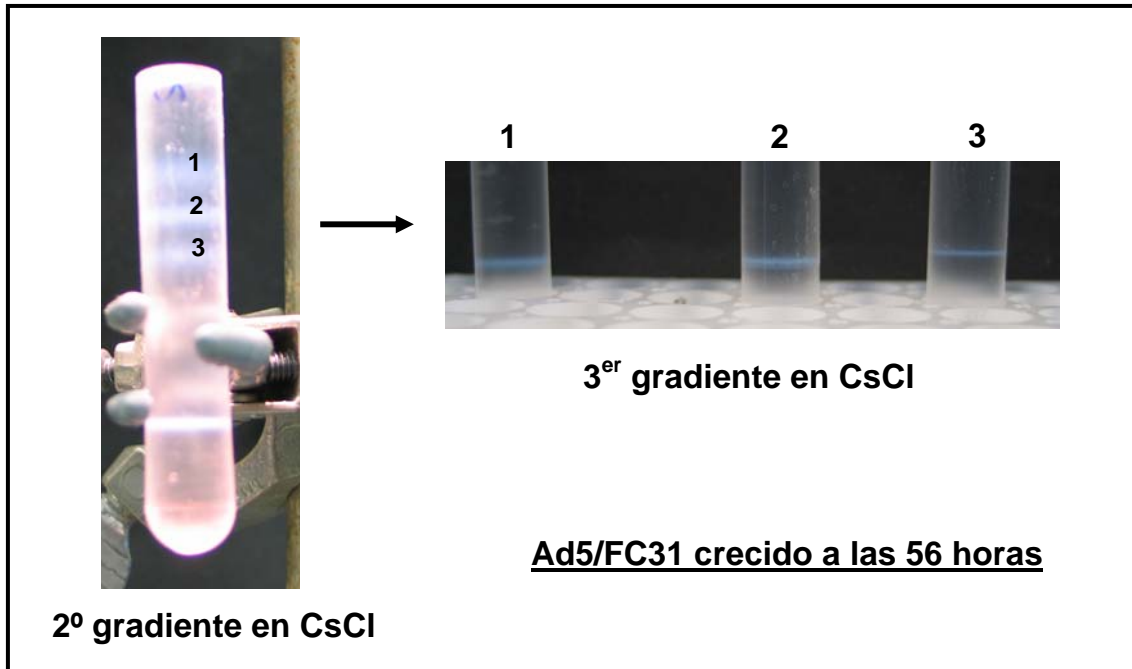 1
2
3
1 2 3
3er gradiente en CsCl
Ad5/FC31 crecido a las 56 horas
2º gradiente en CsCl